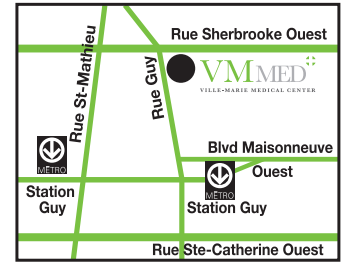 Rue Sherbrooke Ouest
Rue St-Mathieu
Rue Guy
VMMED
VILLE-MARIE MEDICAL CENTER
Blvd Maisonneuve
Ouest
MÉTRO
Station
Guy
MÉTRO
Station Guy
Rue Ste-Catherine Ouest